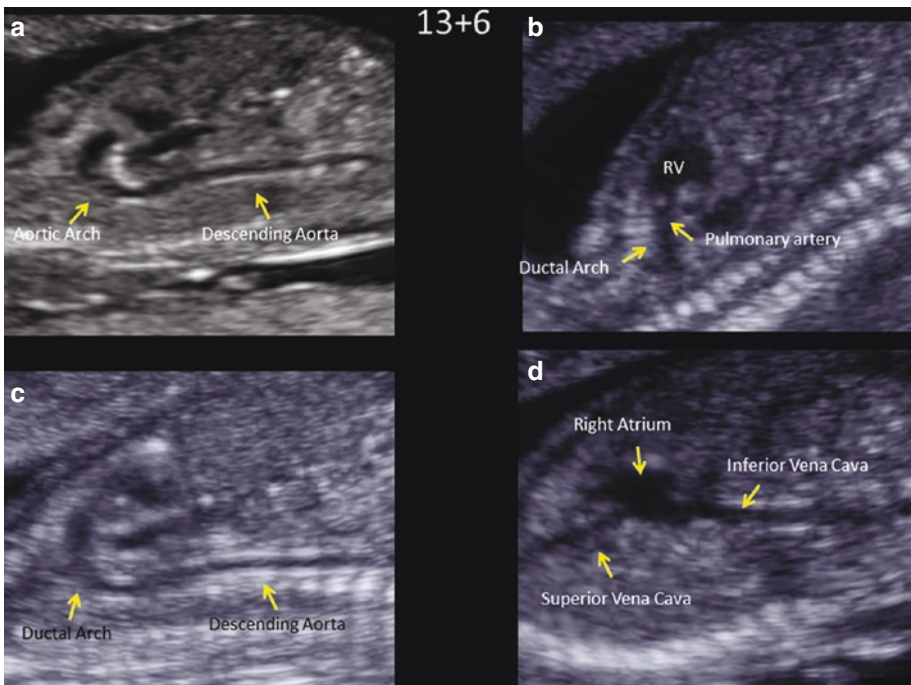 a
13+6
b
Aortic Arch
Descending Aorta
RV
Pulmonary artery
Ductal Arch
c
Ductal Arch
Descending Aorta
d
Right Atrium
Inferior Vena Cava
Superior Vena Cava